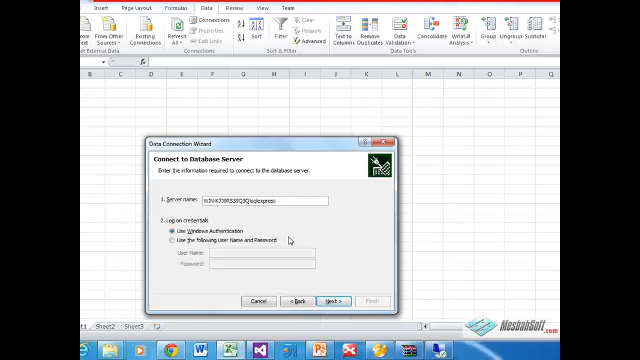 Insert Page Layout Formulas Data Review View Team
From Other Sources Existing Connections Refresh All Connections Properties Edit Links Sort Clear Reapply Advanced Text to Columns Remove Duplicates Data Validation Consolidate What-If Analysis Group Ungroup Subtotal
Get External Data Connections Sort & Filter Data Tools Outline
fx
B C D E F G H I J K L M N O P Q
Data Connection Wizard
Connect to Database Server
Enter the information required to connect to the database server.
1. Server name:
2. Log on credentials
Use Windows Authentication
Use the following User Name and Password
User Name:
Password:
Cancel < Back Next > Finish
Sheet2 Sheet3
MesbahSoft.com